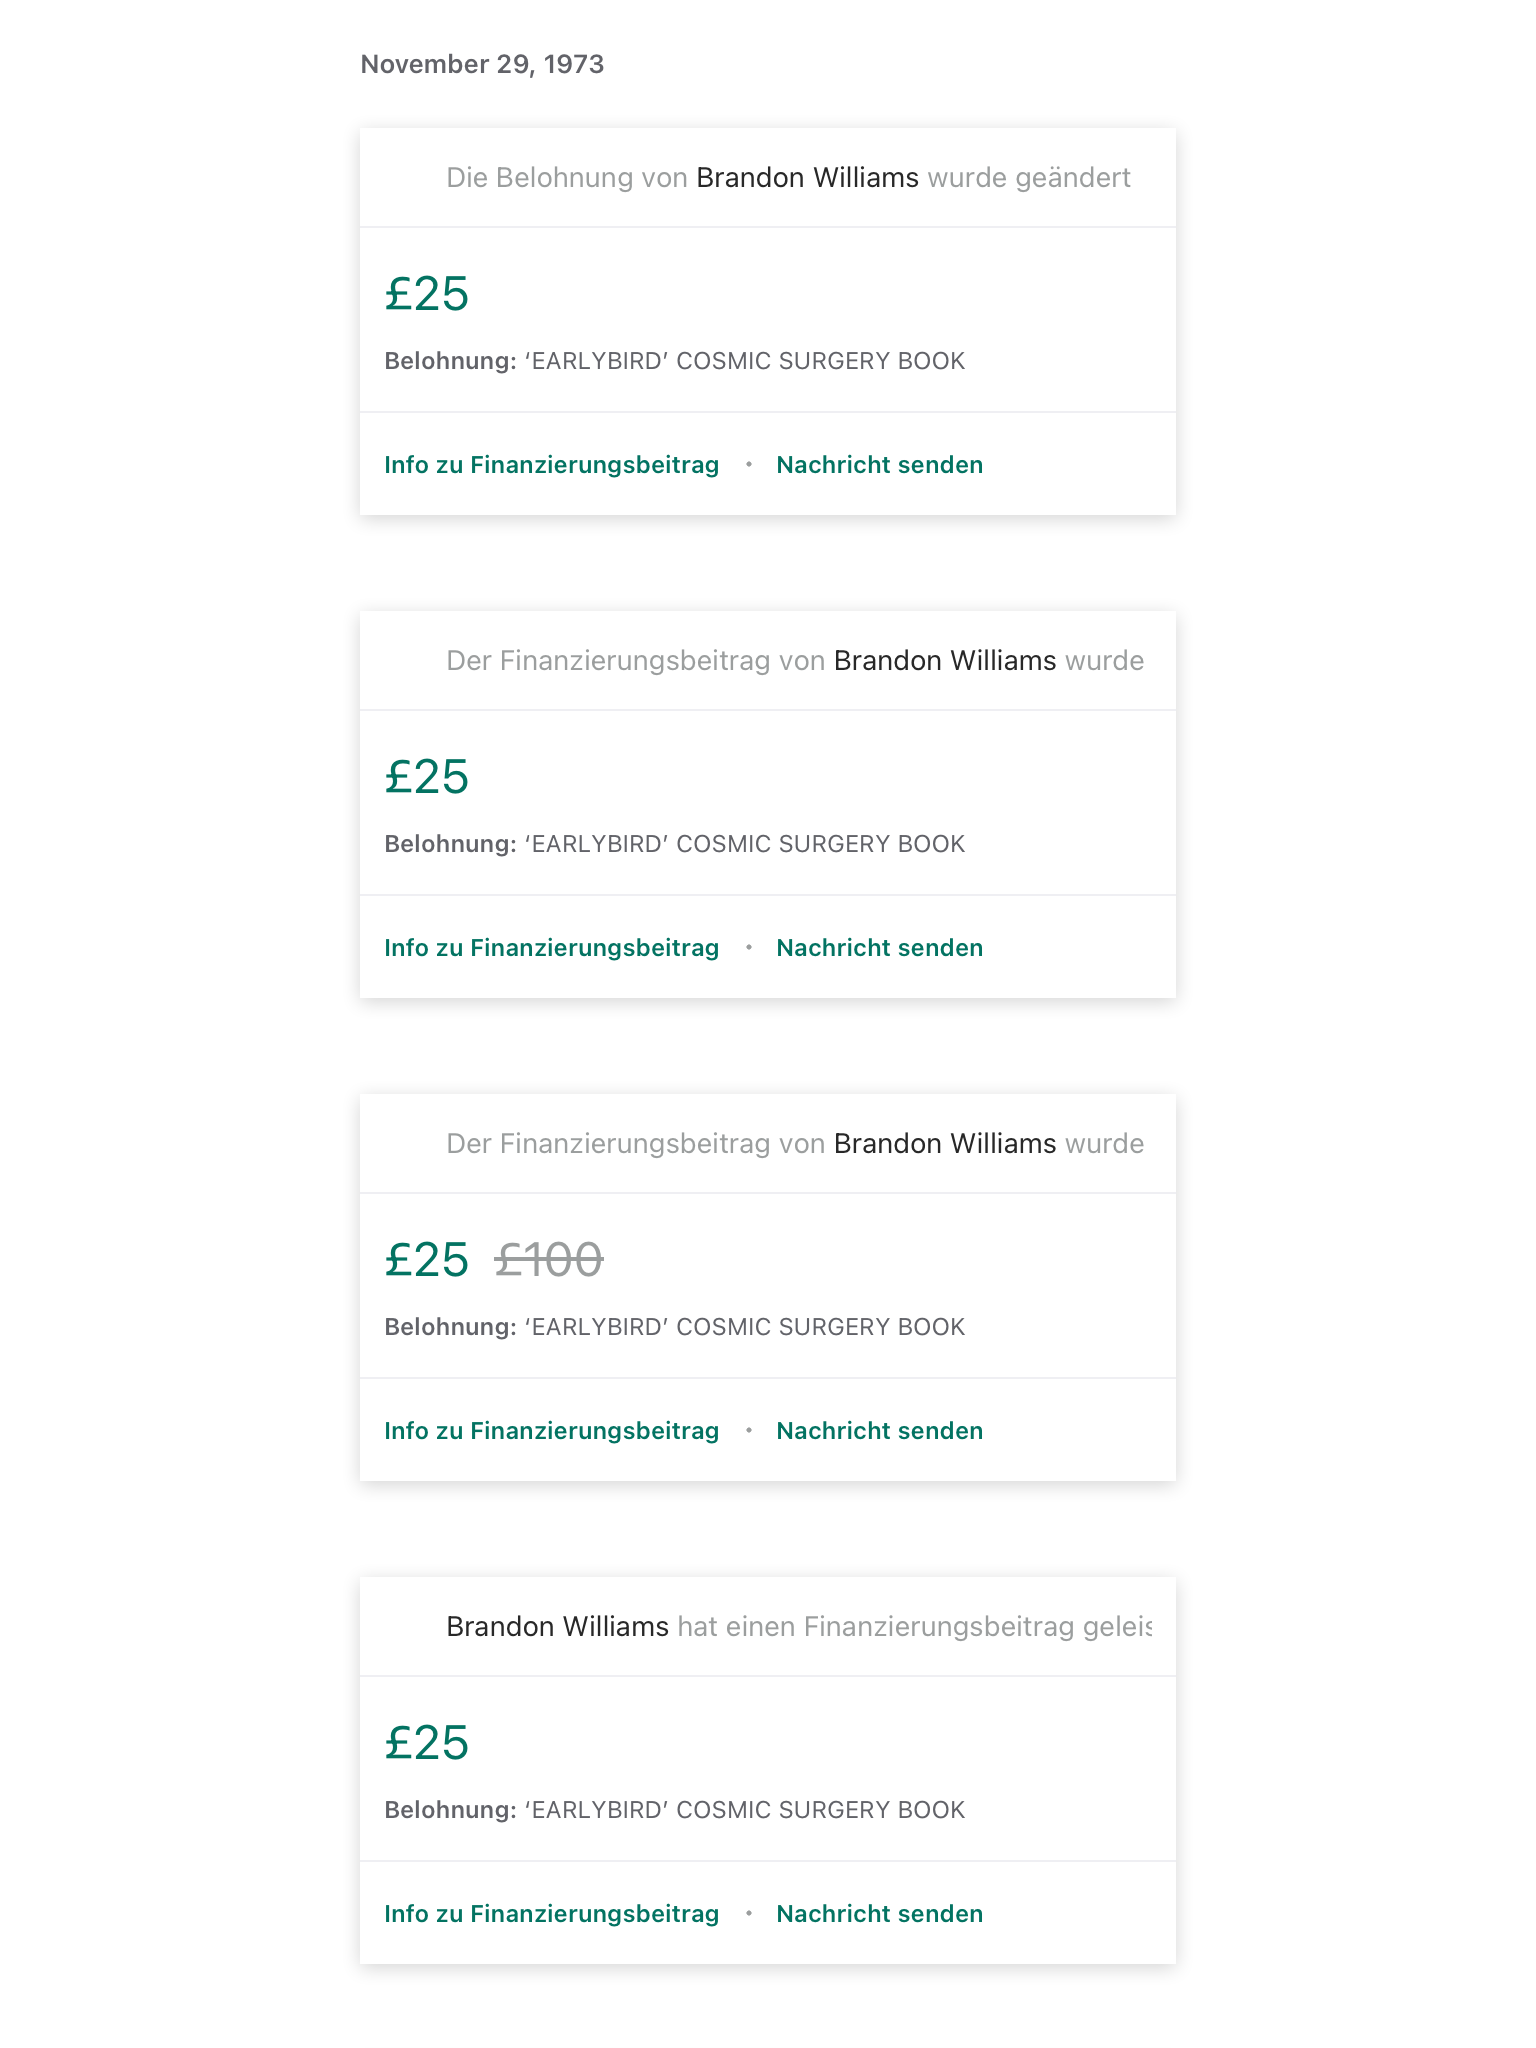 November 29, 1973
Die Belohnung von Brandon Williams wurde geändert
£25
Belohnung: ‘EARLYBIRD’ COSMIC SURGERY BOOK
Info zu Finanzierungsbeitrag • Nachricht senden
Der Finanzierungsbeitrag von Brandon Williams wurde
£25
Belohnung: ‘EARLYBIRD’ COSMIC SURGERY BOOK
Info zu Finanzierungsbeitrag • Nachricht senden
Der Finanzierungsbeitrag von Brandon Williams wurde
£25 £100
Belohnung: ‘EARLYBIRD’ COSMIC SURGERY BOOK
Info zu Finanzierungsbeitrag • Nachricht senden
Brandon Williams hat einen Finanzierungsbeitrag
£25
Belohnung: ‘EARLYBIRD’ COSMIC SURGERY BOOK
Info zu Finanzierungsbeitrag • Nachricht senden